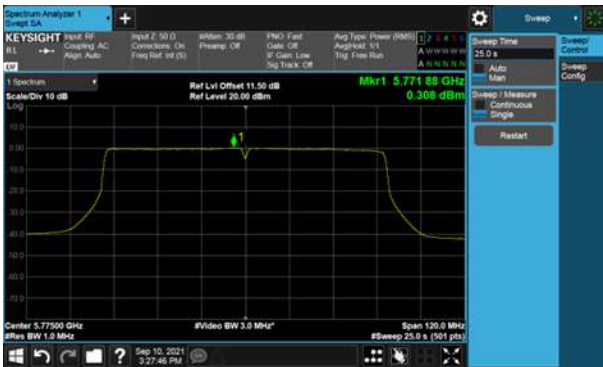 Spectrum Analyzer 1
Swept SA
+
Sweep
KEYSIGHT
Input: RF
Coupling: AC
Align: Auto
Input Z: 50 Ω
Corrections: On
Freq Ref: Int (S)
#Atten: 30 dB
Preamp: Off
PNO: Fast
Gate: Off
IF Gain: Low
Sig Track: Off
Avg Type: Power (RMS)
Avg|Hold: 1/1
Trig: Free Run
1 2 3 4 5 6
A W W W W W
A N N N N N
RL
1 Spectrum
Scale/Div 10 dB
Log
Ref Lvl Offset 11.50 dB
Ref Level 20.00 dBm
Mkr1 5.771 88 GHz
0.308 dBm
10.0
0.00
-10.0
-20.0
-30.0
-40.0
-50.0
-60.0
-70.0
1
Center 5.77500 GHz
#Res BW 1.0 MHz
#Video BW 3.0 MHz*
Span 120.0 MHz
#Sweep 25.0 s (501 pts)
Sweep Time
25.0 s
Auto
Man
Sweep / Measure
Continuous
Single
Restart
Sweep/
Control
Sweep
Config
?
Sep 10, 2021
3:27:46 PM